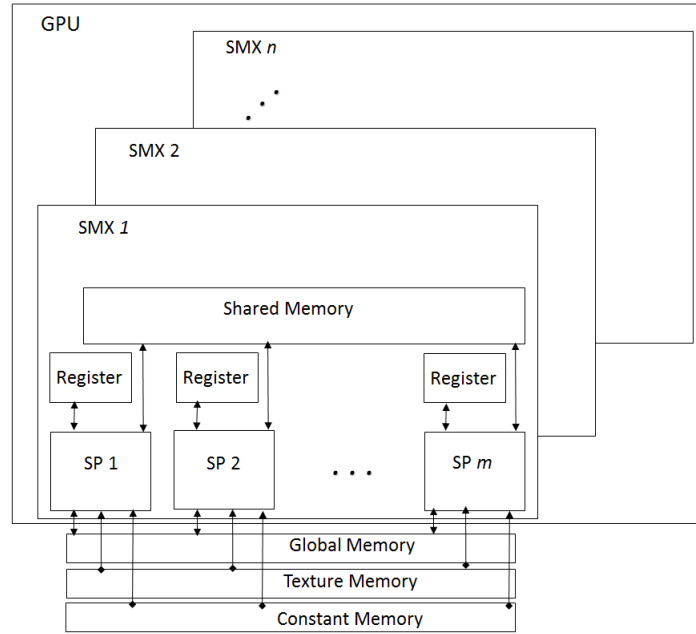 GPU
SMX n
SMX 2
SMX 1
Shared Memory
Register Register Register
SP 1 SP 2 . . . SP m
Global Memory
Texture Memory
Constant Memory